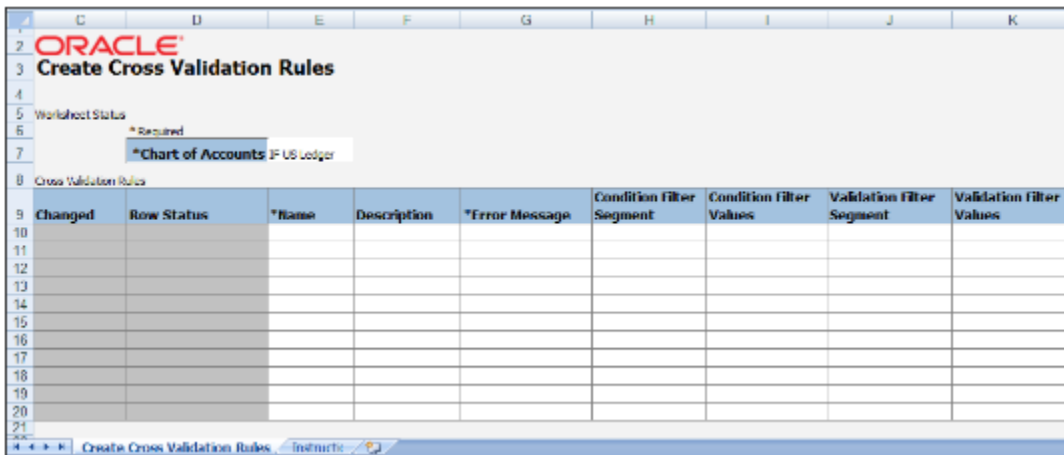 C D E F G H I J K
2 ORACLE
3 Create Cross Validation Rules
4
5 Worksheet Status
6 * Required
7 *Chart of Accounts IF US Ledger
8 Cross Validation Rules
Condition Filter Condition Filter Validation Filter Validation Filter
9 Changed Row Status *Name Description *Error Message Segment Values Segment Values
10
11
12
13
14
15
16
17
18
19
20
21
Create Cross Validation Rules Instructi